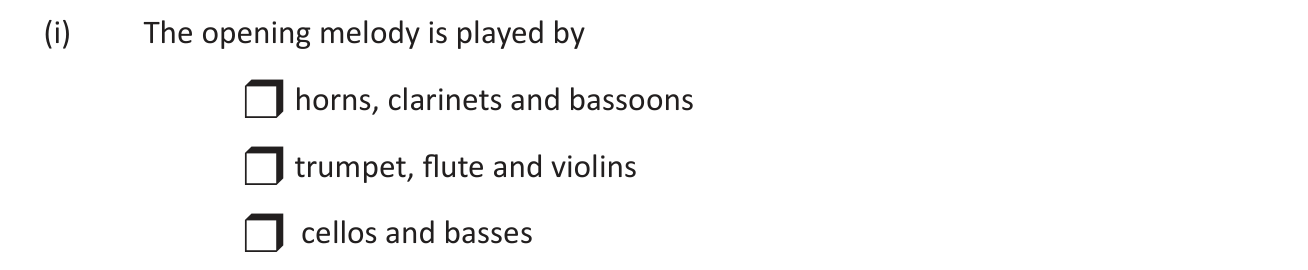 (i) The opening melody is played by
horns, clarinets and bassoons
trumpet, flute and violins
cellos and basses